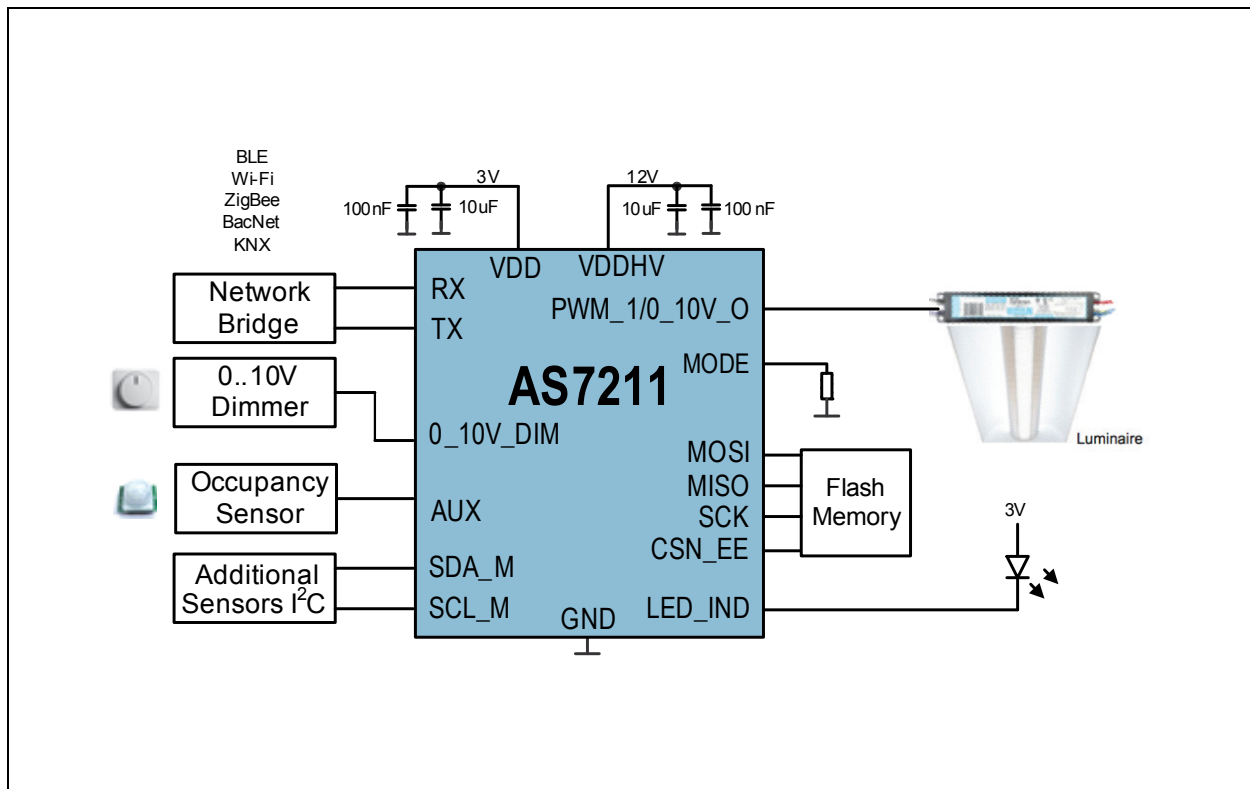 BLE
Wi-Fi
ZigBee
BacNet
KNX
3V
12V
100nF
10uF
10uF
100nF
VDD
VDDHV
Network
Bridge
RX
TX
PWM_1/0_10V_O
0..10V
Dimmer
MODE
AS7211
0_10V_DIM
Luminaire
Occupancy
Sensor
AUX
MOSI
MISO
SCK
CSN_EE
Flash
Memory
3V
Additional
Sensors I²C
SDA_M
SCL_M
GND
LED_IND